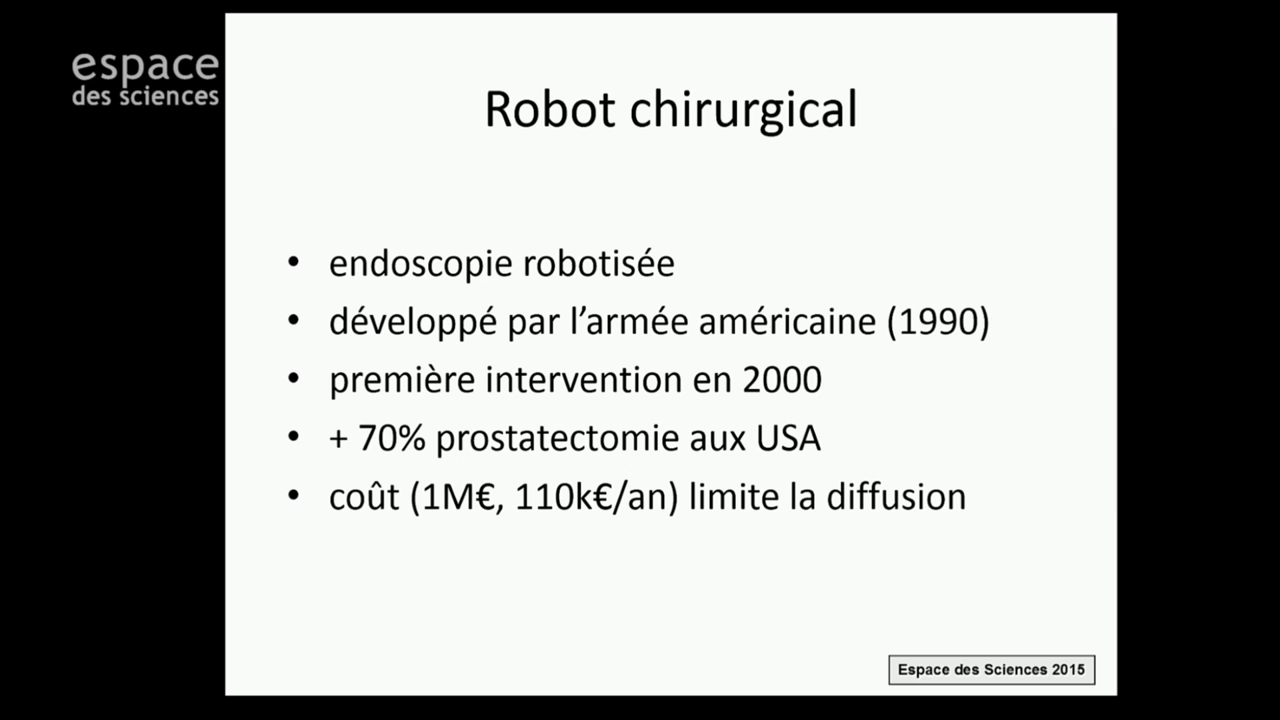 espace
des sciences
Robot chirurgical
• endoscopie robotisée
• développé par l’armée américaine (1990)
• première intervention en 2000
• + 70% prostatectomie aux USA
• coût (1M€, 110k€/an) limite la diffusion
Espace des Sciences 2015